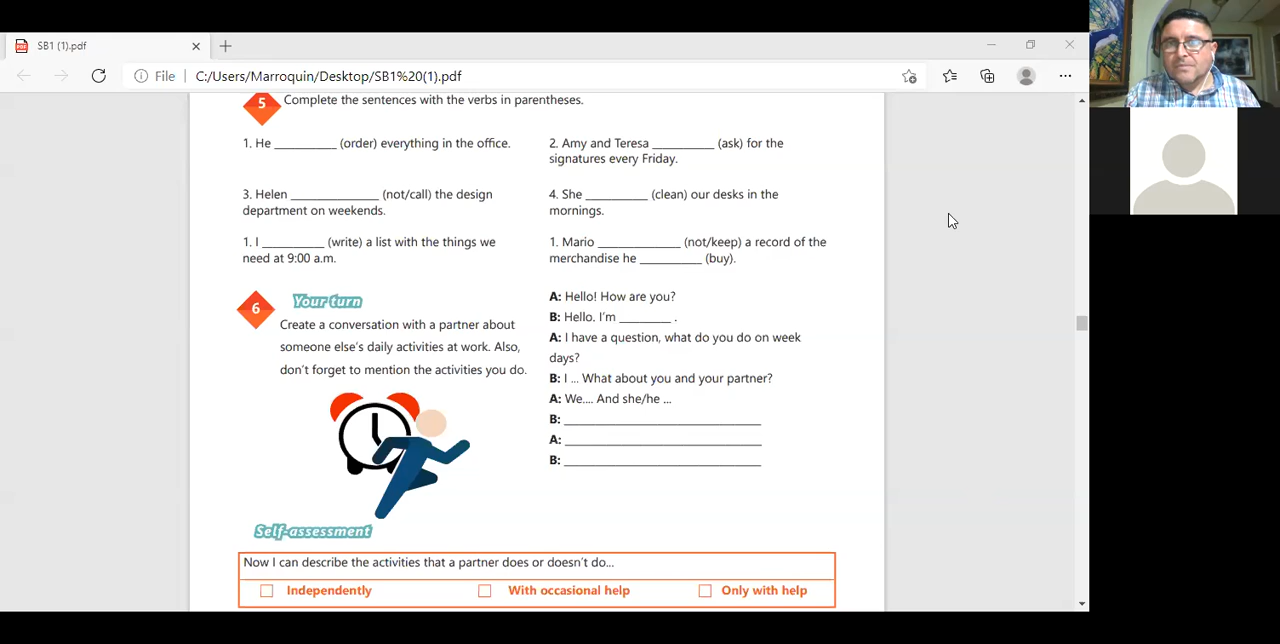 SB1 (1).pdf
File
C:/Users/Marroquin/Desktop/SB1%20(1).pdf
5
Complete the sentences with the verbs in parentheses.
1. He __________ (order) everything in the office.
2. Amy and Teresa __________ (ask) for the
signatures every Friday.
3. Helen ______________ (not/call) the design
department on weekends.
4. She __________ (clean) our desks in the
mornings.
1. I __________ (write) a list with the things we
need at 9:00 a.m.
1. Mario _____________ (not/keep) a record of the
merchandise he __________ (buy).
6
Your turn
Create a conversation with a partner about
someone else's daily activities at work. Also,
don't forget to mention the activities you do.
A: Hello! How are you?
B: Hello. I'm ________ .
A: I have a question, what do you do on week
days?
B: I ... What about you and your partner?
A: We.... And she/he ...
B: _______________________________
A: _______________________________
B: _______________________________
Self-assessment
Now I can describe the activities that a partner does or doesn't do...
Independently
With occasional help
Only with help